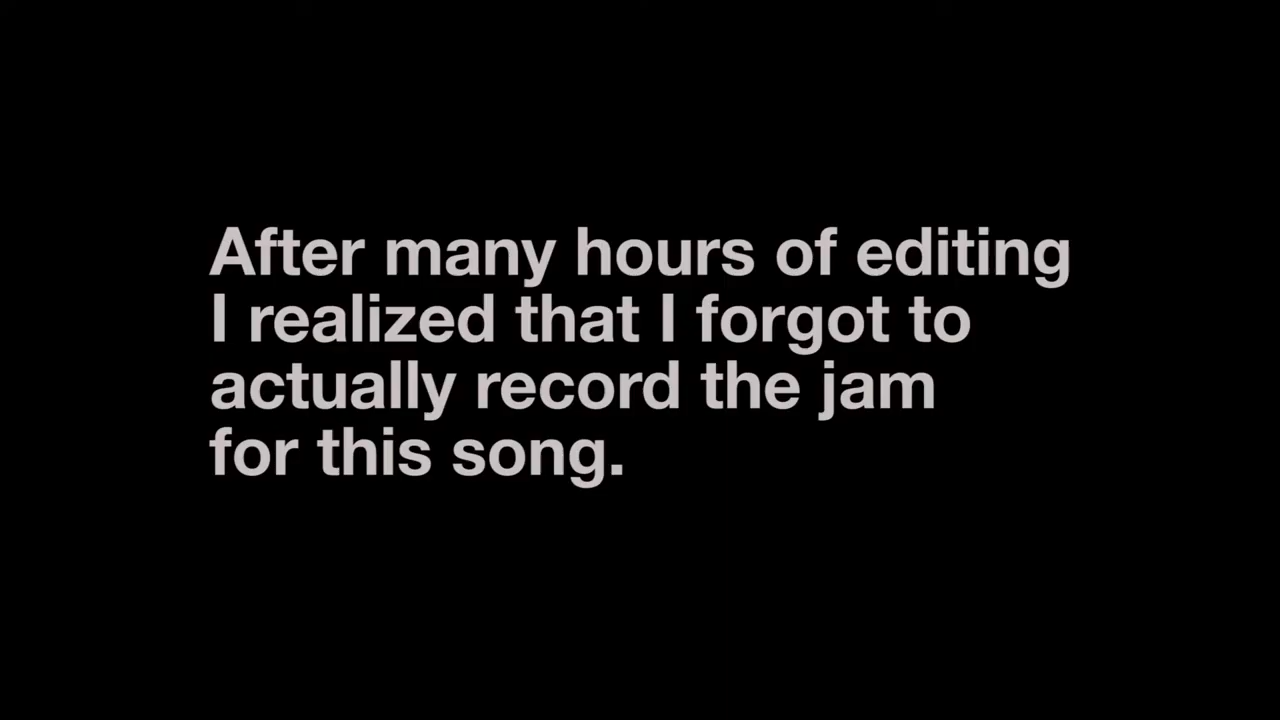 After many hours of editing
I realized that I forgot to
actually record the jam
for this song.